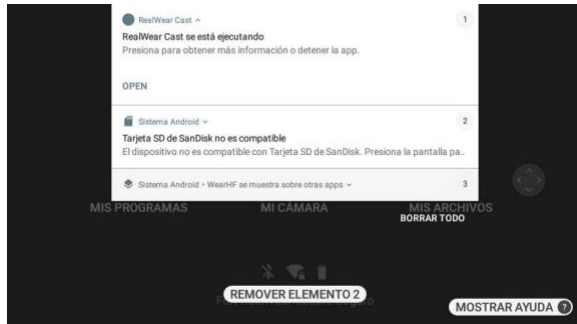 RealWear Cast
1
RealWear Cast se está ejecutando
Presiona para obtener más información o detener la app.
OPEN
Sistema Android
2
Tarjeta SD de SanDisk no es compatible
El dispositivo no es compatible con Tarjeta SD de SanDisk. Presiona la pantalla pa..
Sistema Android • WearHF se muestra sobre otras apps
3
MIS PROGRAMAS
MI CÁMARA
MIS ARCHIVOS
BORRAR TODO
REMOVER ELEMENTO 2
MOSTRAR AYUDA ?